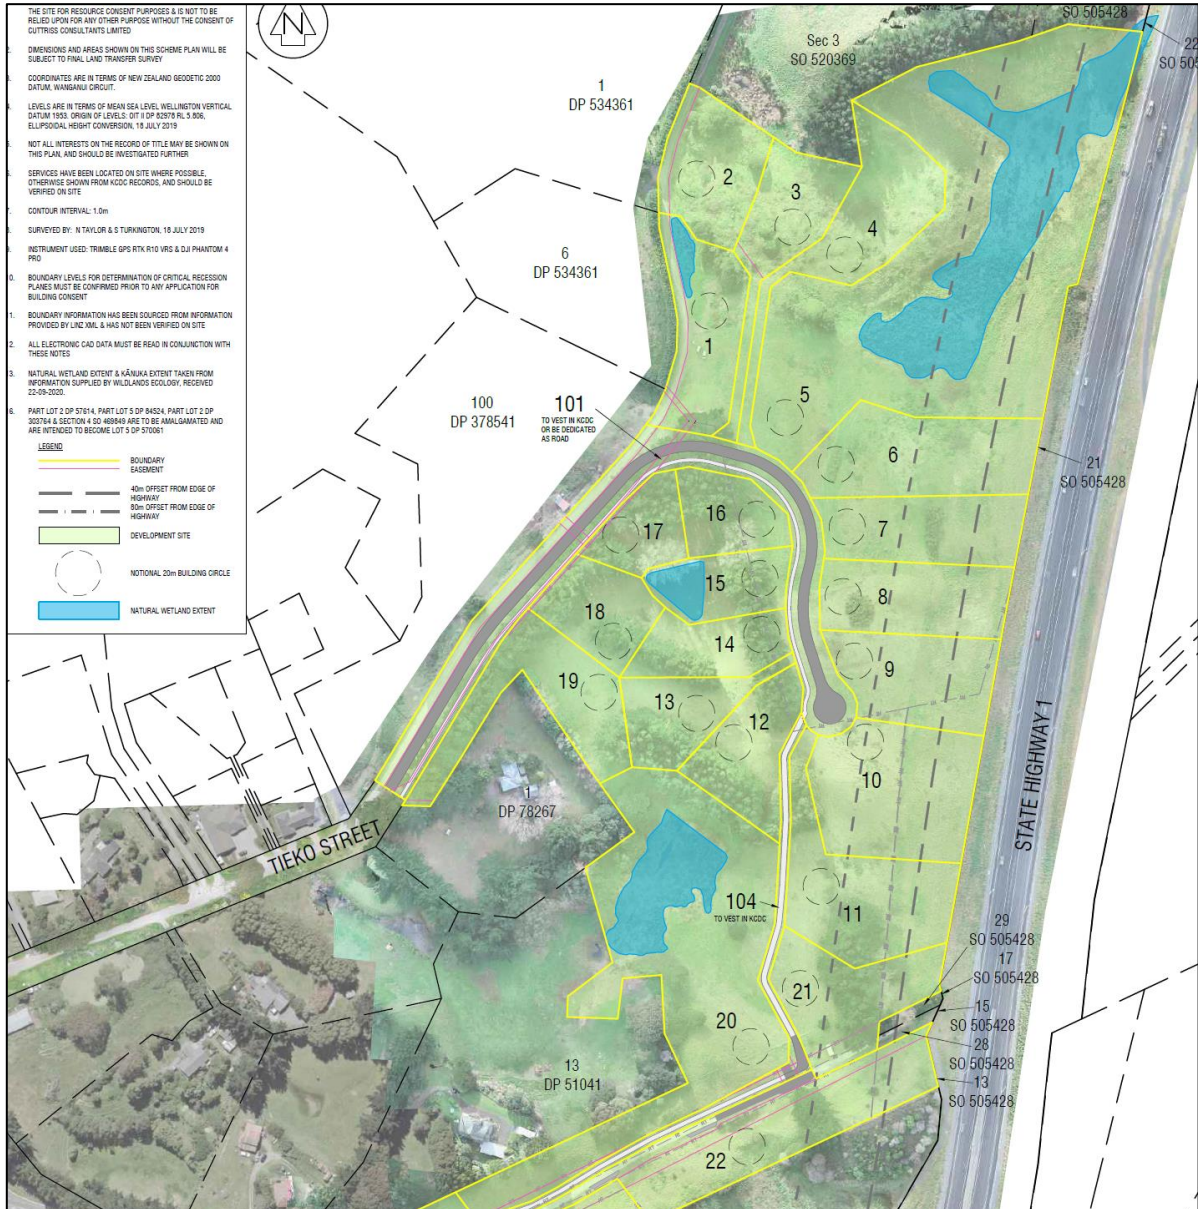 THE SITE FOR RESOURCE CONSENT PURPOSES & IS NOT TO BE
RELIED UPON FOR ANY OTHER PURPOSE WITHOUT THE CONSENT OF
CUTTRISS CONSULTANTS LIMITED
DIMENSIONS AND AREAS SHOWN ON THIS SCHEME PLAN WILL BE
SUBJECT TO FINAL LAND TRANSFER SURVEY
COORDINATES ARE IN TERMS OF NEW ZEALAND GEODETIC 2000
DATUM, WANGANUI CIRCUIT.
LEVELS ARE IN TERMS OF MEAN SEA LEVEL WELLINGTON VERTICAL
DATUM 1953. ORIGIN OF LEVELS: OIT II DP 82978 RL 5.806,
ELLIPSOIDAL HEIGHT CONVERSION, 18 JULY 2019
NOT ALL INTERESTS ON THE RECORD OF TITLE MAY BE SHOWN ON
THIS PLAN, AND SHOULD BE INVESTIGATED FURTHER
SERVICES HAVE BEEN LOCATED ON SITE WHERE POSSIBLE,
OTHERWISE SHOWN FROM KCDC RECORDS, AND SHOULD BE
VERIFIED ON SITE
7. CONTOUR INTERVAL: 1.0m
SURVEYED BY: N TAYLOR & S TURKINGTON, 18 JULY 2019
INSTRUMENT USED: TRIMBLE GPS RTK R10 VRS & DJI PHANTOM 4
PRO
0. BOUNDARY LEVELS FOR DETERMINATION OF CRITICAL RECESSION
PLANES MUST BE CONFIRMED PRIOR TO ANY APPLICATION FOR
BUILDING CONSENT
1. BOUNDARY INFORMATION HAS BEEN SOURCED FROM INFORMATION
PROVIDED BY LINZ XML & HAS NOT BEEN VERIFIED ON SITE
2. ALL ELECTRONIC CAD DATA MUST BE READ IN CONJUNCTION WITH
THESE NOTES
3. NATURAL WETLAND EXTENT & KĀNUKA EXTENT TAKEN FROM
INFORMATION SUPPLIED BY WILDLANDS ECOLOGY, RECEIVED
22-09-2020.
6. PART LOT 2 DP 57614, PART LOT 5 DP 84524, PART LOT 2 DP
303764 & SECTION 4 SO 469849 ARE TO BE AMALGAMATED AND
ARE INTENDED TO BECOME LOT 5 DP 570061
LEGEND
BOUNDARY
EASEMENT
40m OFFSET FROM EDGE OF
HIGHWAY
80m OFFSET FROM EDGE OF
HIGHWAY
DEVELOPMENT SITE
NOTIONAL 20m BUILDING CIRCLE
NATURAL WETLAND EXTENT
N
SO 505428
22
SO 505
Sec 3
SO 520369
1
DP 534361
2
3
4
6
DP 534361
1
5
100
DP 378541
101
TO VEST IN KCDC
OR BE DEDICATED
AS ROAD
6
21
SO 505428
16
17
7
15
8
18
14
9
19
13
12
10
1
DP 78267
STATE HIGHWAY 1
TIEKO STREET
104
TO VEST IN KCDC
11
29
SO 505428
17
SO 505428
21
15
SO 505428
20
28
SO 505428
13
DP 51041
13
SO 505428
22